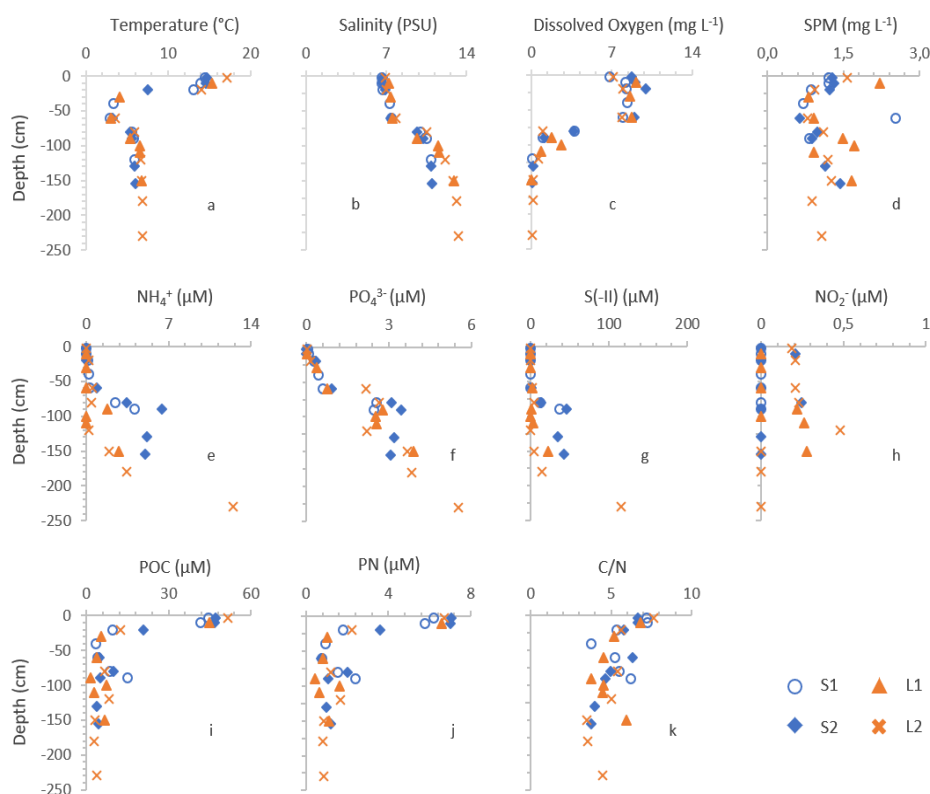 Temperature (°C) Salinity (PSU) Dissolved Oxygen (mg L⁻¹) SPM (mg L⁻¹)
0 10 20 0 7 14 0 7 14 0,0 1,5 3,0
0
-50
-100
-150
-200
-250
Depth (cm)
a b c d
NH₄⁺ (µM) PO₄³⁻ (µM) S(-II) (µM) NO₂⁻ (µM)
0 7 14 0 3 6 0 100 200 0 0,5 1
0
-50
-100
-150
-200
-250
Depth (cm)
e f g h
POC (µM) PN (µM) C/N
0 30 60 0 4 8 0 5 10
0
-50
-100
-150
-200
-250
Depth (cm)
i j k
S1 L1
S2 L2